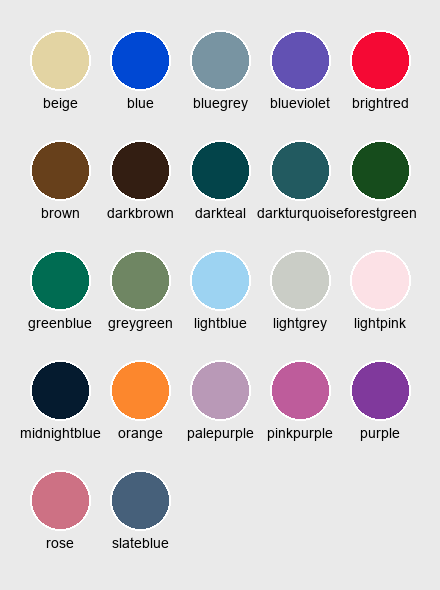 beige blue bluegrey blueviolet brightred
brown darkbrown darkteal darkturquoise forestgreen
greenblue greygreen lightblue lightgrey lightpink
midnightblue orange palepurple pinkpurple purple
rose slateblue